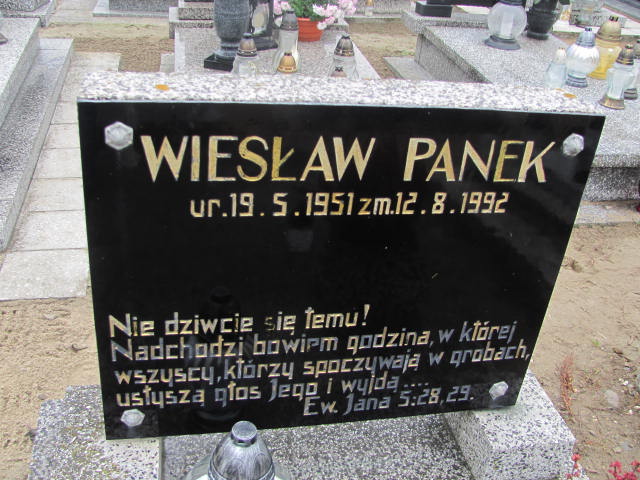 WIESŁAW PANEK
ur. 19. 5. 1951 zm. 12. 8. 1992
Nie dziwcie się temu!
Nadchodzi bowiem godzina, w której
wszyscy, którzy spoczywają w grobach,
usłyszą głos Jego i wyjdą ....
Ew. Jana 5:28, 29.